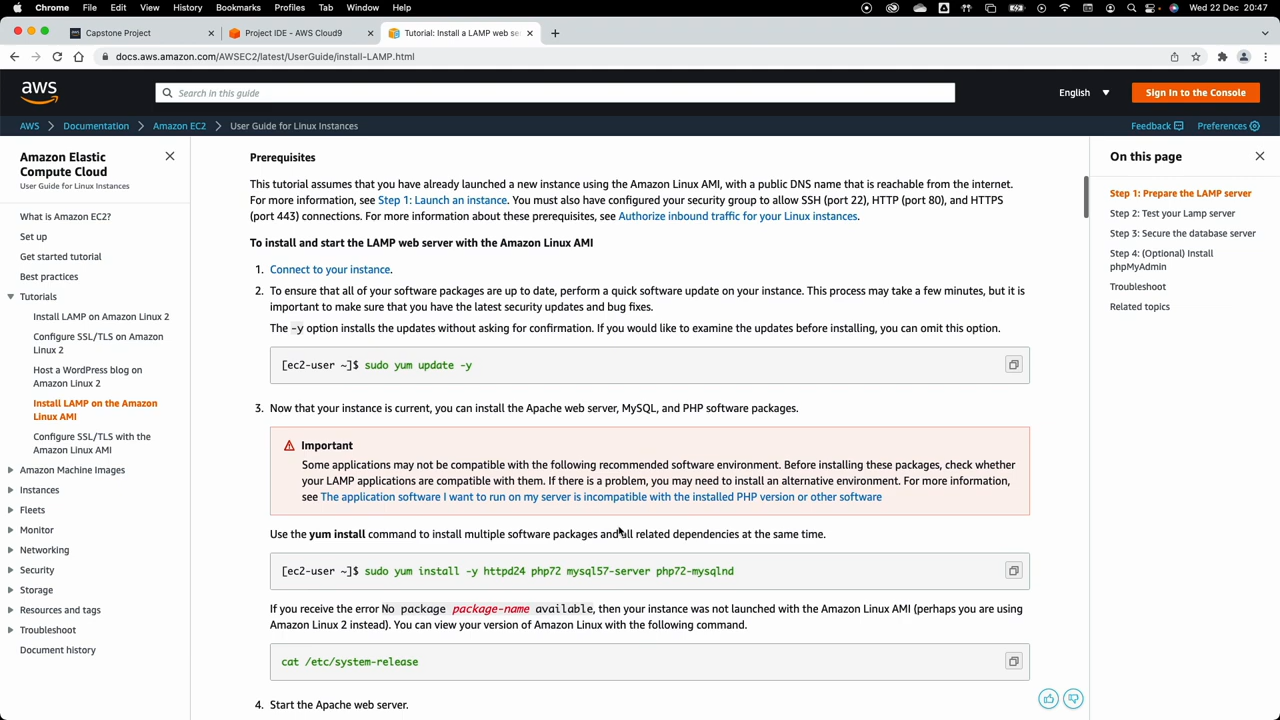 Chrome File Edit View History Bookmarks Profiles Tab Window Help Wed 22 Dec 20:47
Capstone Project Project IDE - AWS Cloud9 Tutorial: Install a LAMP web se
docs.aws.amazon.com/AWSEC2/latest/UserGuide/install-LAMP.html
aws Search in this guide English Sign In to the Console
AWS Documentation Amazon EC2 User Guide for Linux Instances Feedback Preferences
Amazon Elastic
Compute Cloud
User Guide for Linux Instances
What is Amazon EC2?
Set up
Get started tutorial
Best practices
Tutorials
Install LAMP on Amazon Linux 2
Configure SSL/TLS on Amazon
Linux 2
Host a WordPress blog on
Amazon Linux 2
Install LAMP on the Amazon
Linux AMI
Configure SSL/TLS with the
Amazon Linux AMI
Amazon Machine Images
Instances
Fleets
Monitor
Networking
Security
Storage
Resources and tags
Troubleshoot
Document history
Prerequisites
This tutorial assumes that you have already launched a new instance using the Amazon Linux AMI, with a public DNS name that is reachable from the internet.
For more information, see Step 1: Launch an instance. You must also have configured your security group to allow SSH (port 22), HTTP (port 80), and HTTPS
(port 443) connections. For more information about these prerequisites, see Authorize inbound traffic for your Linux instances.
To install and start the LAMP web server with the Amazon Linux AMI
1. Connect to your instance.
2. To ensure that all of your software packages are up to date, perform a quick software update on your instance. This process may take a few minutes, but it is
important to make sure that you have the latest security updates and bug fixes.
The -y option installs the updates without asking for confirmation. If you would like to examine the updates before installing, you can omit this option.
[ec2-user ~]$ sudo yum update -y
3. Now that your instance is current, you can install the Apache web server, MySQL, and PHP software packages.
Important
Some applications may not be compatible with the following recommended software environment. Before installing these packages, check whether
your LAMP applications are compatible with them. If there is a problem, you may need to install an alternative environment. For more information,
see The application software I want to run on my server is incompatible with the installed PHP version or other software
Use the yum install command to install multiple software packages and all related dependencies at the same time.
[ec2-user ~]$ sudo yum install -y httpd24 php72 mysql57-server php72-mysqlnd
If you receive the error No package package-name available, then your instance was not launched with the Amazon Linux AMI (perhaps you are using
Amazon Linux 2 instead). You can view your version of Amazon Linux with the following command.
cat /etc/system-release
4. Start the Apache web server.
On this page
Step 1: Prepare the LAMP server
Step 2: Test your Lamp server
Step 3: Secure the database server
Step 4: (Optional) Install
phpMyAdmin
Troubleshoot
Related topics